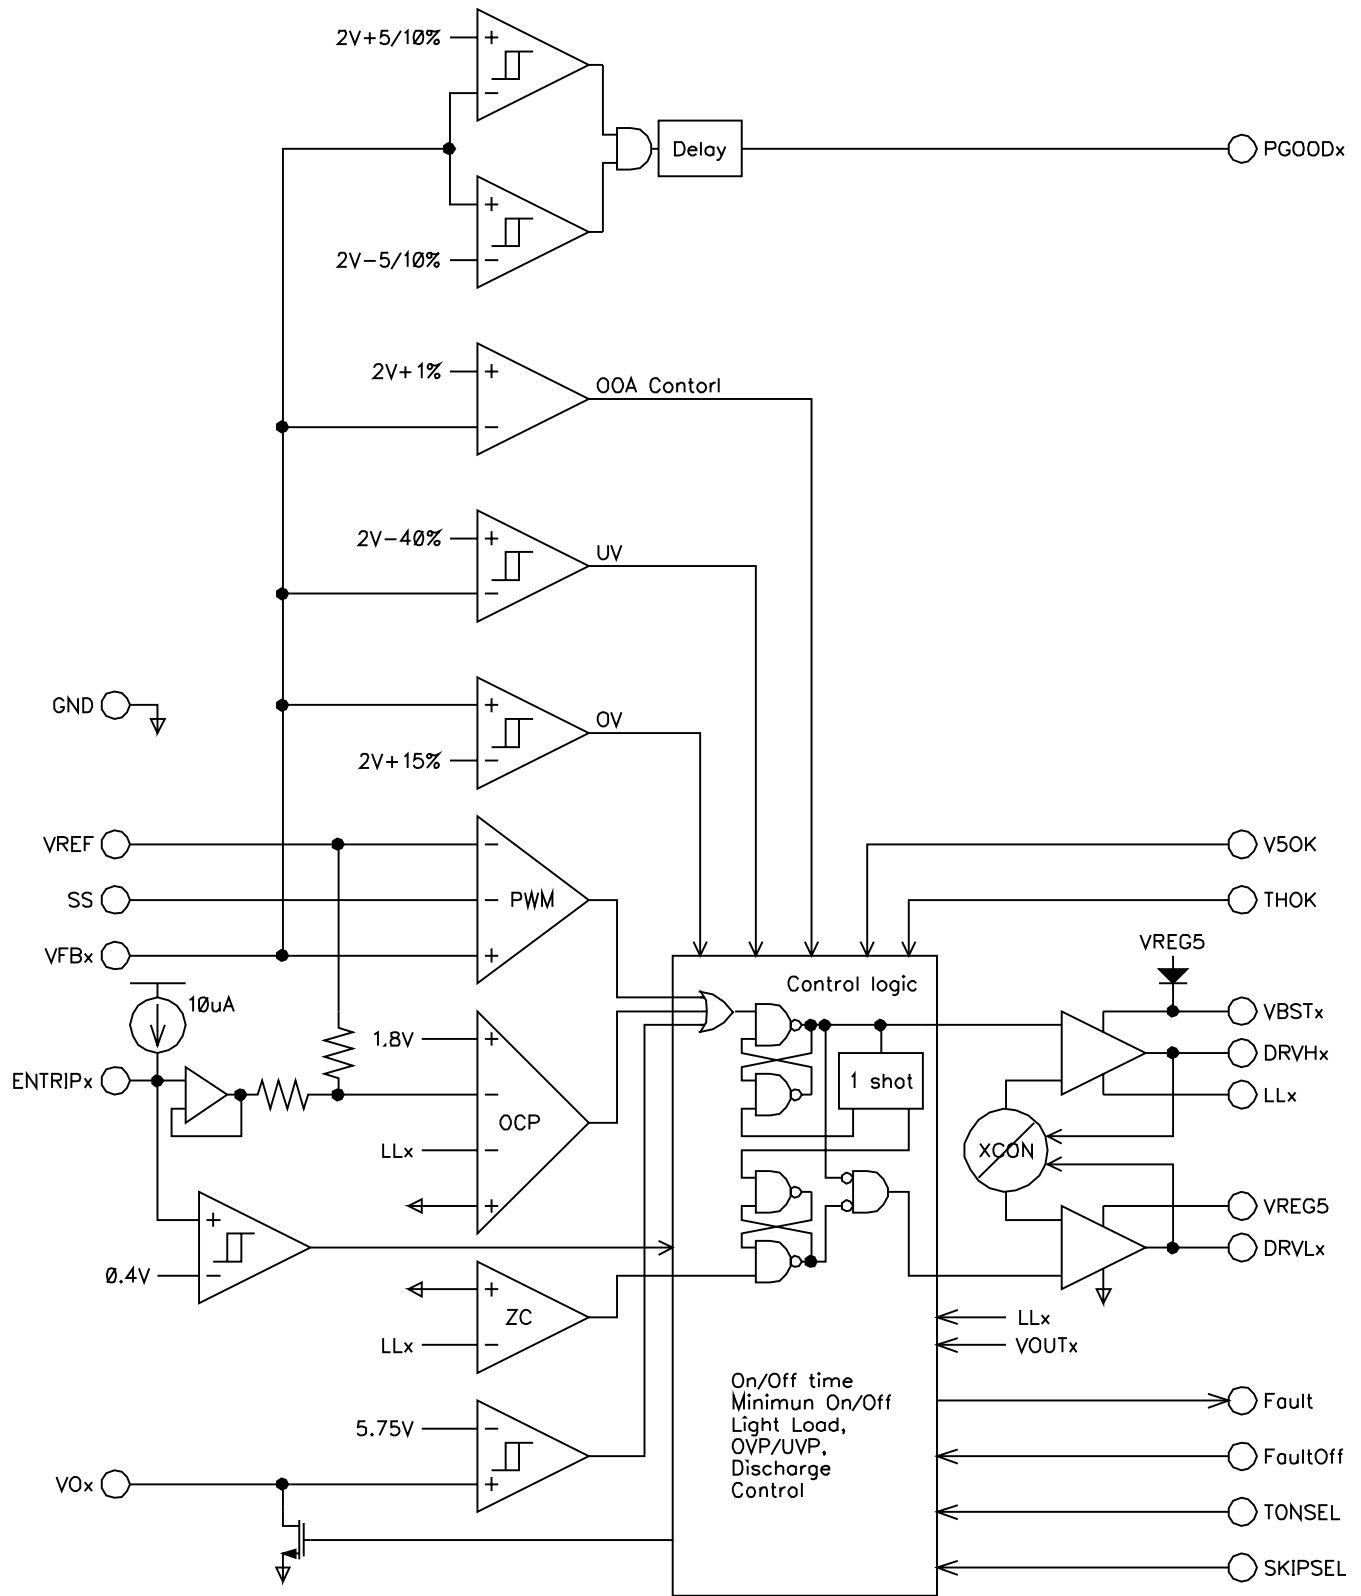 2V+5/10%
+
−
Delay
PGOODx
+
−
2V−5/10%
2V+1%
+
−
OOA Contorl
2V−40%
+
−
UV
GND
+
−
OV
2V+15%
VREF
−
V5OK
SS
−
PWM
THOK
VFBx
+
VREG5
Control logic
10uA
VBSTx
1.8V
+
DRVHx
ENTRIPx
1 shot
−
LLx
OCP
LLx
−
XCON
+
VREG5
+
DRVLx
0.4V
−
+
ZC
LLx
LLx
−
VOUTx
On/Off time
Minimun On/Off
Light Load,
OVP/UVP,
Discharge
Control
Fault
5.75V
−
FaultOff
VOx
+
TONSEL
SKIPSEL